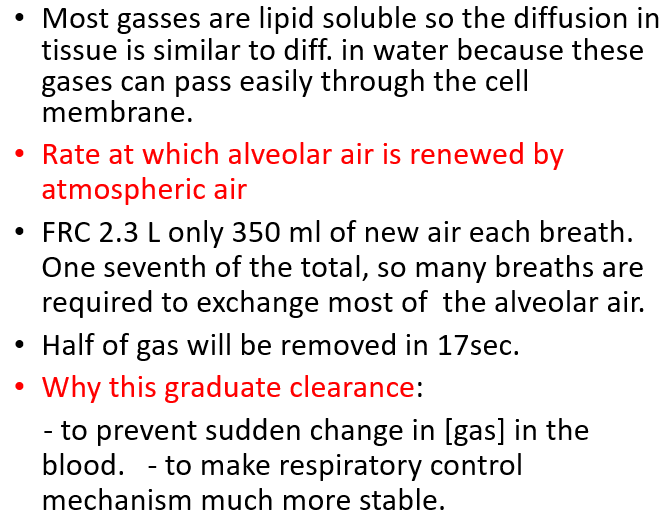 • Most gasses are lipid soluble so the diffusion in
tissue is similar to diff. in water because these
gases can pass easily through the cell
membrane.
• Rate at which alveolar air is renewed by
atmospheric air
• FRC 2.3 L only 350 ml of new air each breath.
One seventh of the total, so many breaths are
required to exchange most of the alveolar air.
• Half of gas will be removed in 17sec.
• Why this graduate clearance:
- to prevent sudden change in [gas] in the
blood. - to make respiratory control
mechanism much more stable.